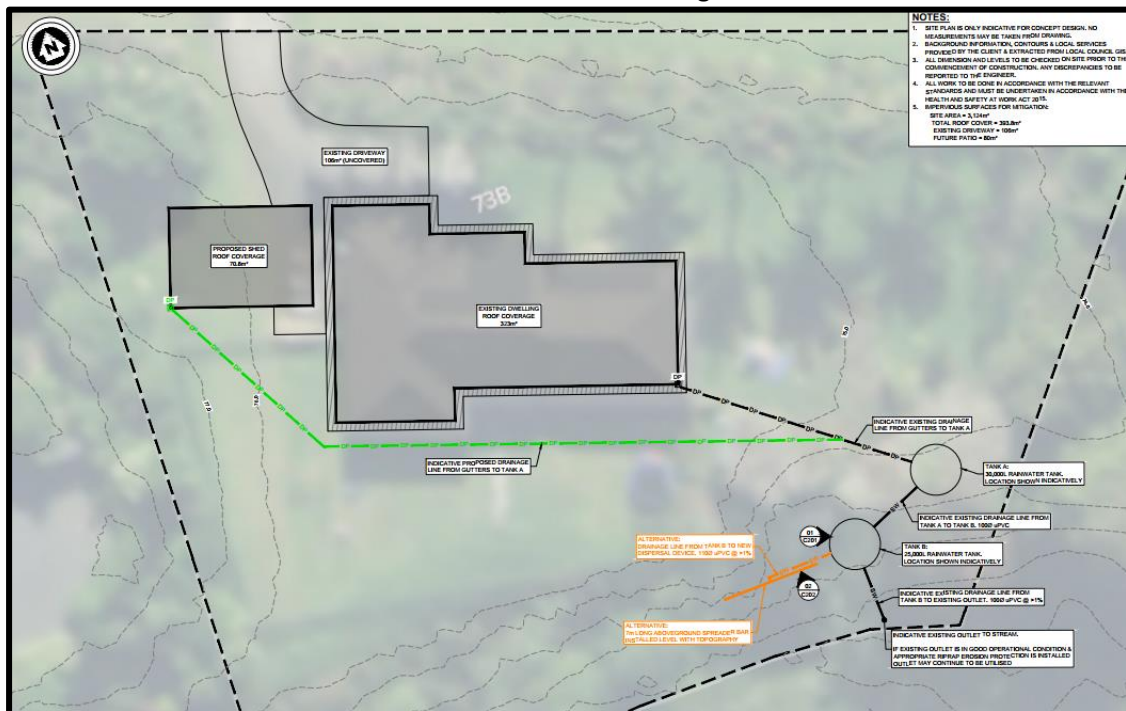 NOTES:
1. SITE PLAN IS ONLY INDICATIVE FOR CONCEPT DESIGN. NO
MEASUREMENTS MAY BE TAKEN FROM DRAWING.
2. BACKGROUND INFORMATION, CONTOURS & LOCAL SERVICES
PROVIDED BY THE CLIENT & EXTRACTED FROM LOCAL COUNCIL GIS
3. ALL DIMENSION AND LEVELS TO BE CHECKED ON SITE PRIOR TO THE
COMMENCEMENT OF CONSTRUCTION. ANY DISCREPANCIES TO BE
REPORTED TO THE ENGINEER.
4. ALL WORK TO BE DONE IN ACCORDANCE WITH THE RELEVANT
STANDARDS AND MUST BE UNDERTAKEN IN ACCORDANCE WITH THE
HEALTH AND SAFETY AT WORK ACT 2015.
5. IMPERVIOUS SURFACES FOR MITIGATION:
SITE AREA = 3,124m²
TOTAL ROOF COVER = 393.8m²
EXISTING DRIVEWAY = 106m²
FUTURE PATIO = 80m²
N
EXISTING DRIVEWAY
106m² (UNCOVERED)
73B
PROPOSED SHED
ROOF COVERAGE
70.8m²
EXISTING DWELLING
ROOF COVERAGE
323m²
DP
DP
INDICATIVE PROPOSED DRAINAGE
LINE FROM GUTTERS TO TANK A
INDICATIVE EXISTING DRAINAGE
LINE FROM GUTTERS TO TANK A
TANK A:
30,000L RAINWATER TANK.
LOCATION SHOWN INDICATIVELY
INDICATIVE EXISTING DRAINAGE LINE FROM
TANK A TO TANK B, 100Ø uPVC
TANK B:
25,000L RAINWATER TANK.
LOCATION SHOWN INDICATIVELY
01
C201
02
C202
ALTERNATIVE:
DRAINAGE LINE FROM TANK B TO NEW
DISPERSAL DEVICE. 110Ø uPVC @ >1%
ALTERNATIVE:
7m LONG ABOVEGROUND SPREADER BAR
INSTALLED LEVEL WITH TOPOGRAPHY
INDICATIVE EXISTING DRAINAGE LINE FROM
TANK B TO EXISTING OUTLET. 100Ø uPVC @ >1%
INDICATIVE EXISTING OUTLET TO STREAM.
IF EXISTING OUTLET IS IN GOOD OPERATIONAL CONDITION &
APPROPRIATE RIPRAP EROSION PROTECTION IS INSTALLED
OUTLET MAY CONTINUE TO BE UTILISED